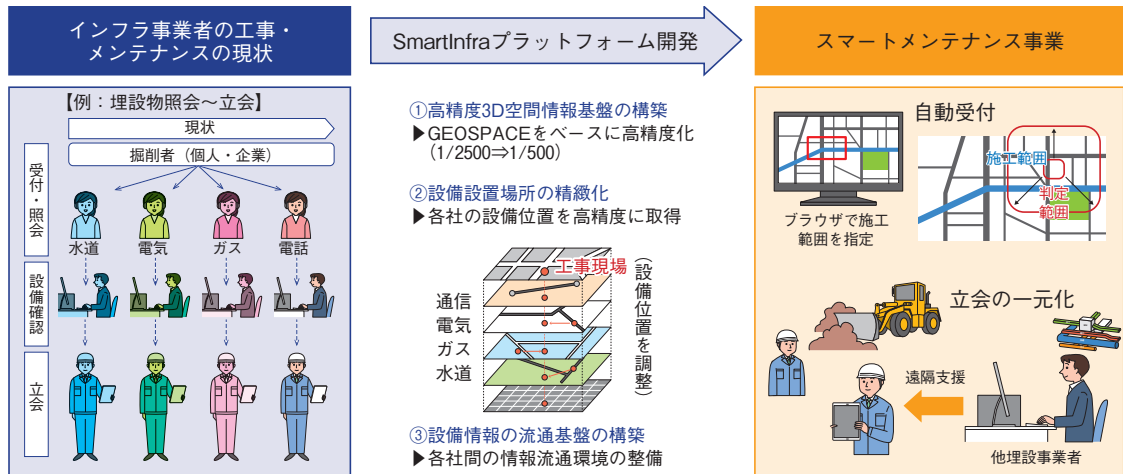 インフラ事業者の工事・
メンテナンスの現状
【例：埋設物照会～立会】
現状
掘削者（個人・企業）
受付・照会
水道
電気
ガス
電話
設備確認
立会
SmartInfraプラットフォーム開発
①高精度3D空間情報基盤の構築
▶GEOSPACEをベースに高精度化
（1/2500⇒1/500）
②設備設置場所の精緻化
▶各社の設備位置を高精度に取得
工事現場
通信
電気
ガス
水道
（設備位置を調整）
③設備情報の流通基盤の構築
▶各社間の情報流通環境の整備
スマートメンテナンス事業
自動受付
施工範囲
判定
範囲
ブラウザで施工
範囲を指定
立会の一元化
遠隔支援
他埋設事業者